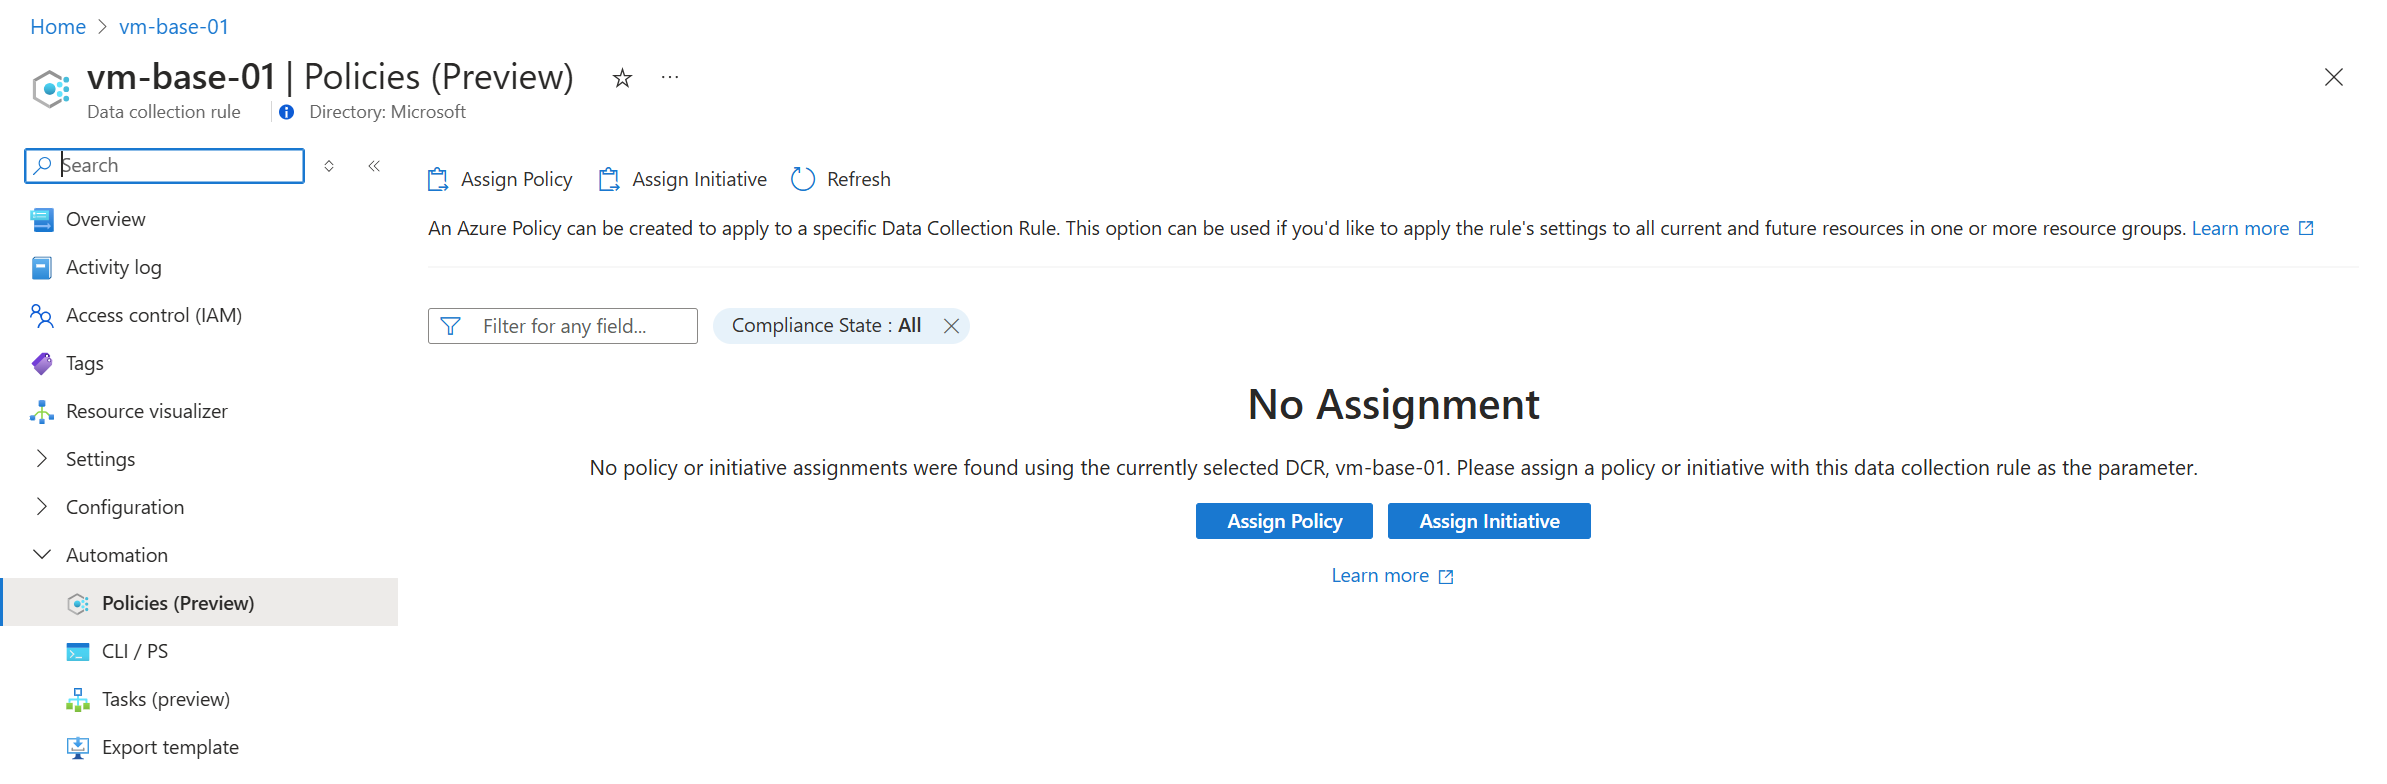 Home > vm-base-01
vm-base-01 | Policies (Preview)
Data collection rule
Directory: Microsoft
Search
Overview
Activity log
Access control (IAM)
Tags
Resource visualizer
Settings
Configuration
Automation
Policies (Preview)
CLI / PS
Tasks (preview)
Export template
Assign Policy
Assign Initiative
Refresh
An Azure Policy can be created to apply to a specific Data Collection Rule. This option can be used if you'd like to apply the rule's settings to all current and future resources in one or more resource groups. Learn more
Filter for any field...
Compliance State : All
No Assignment
No policy or initiative assignments were found using the currently selected DCR, vm-base-01. Please assign a policy or initiative with this data collection rule as the parameter.
Assign Policy
Assign Initiative
Learn more